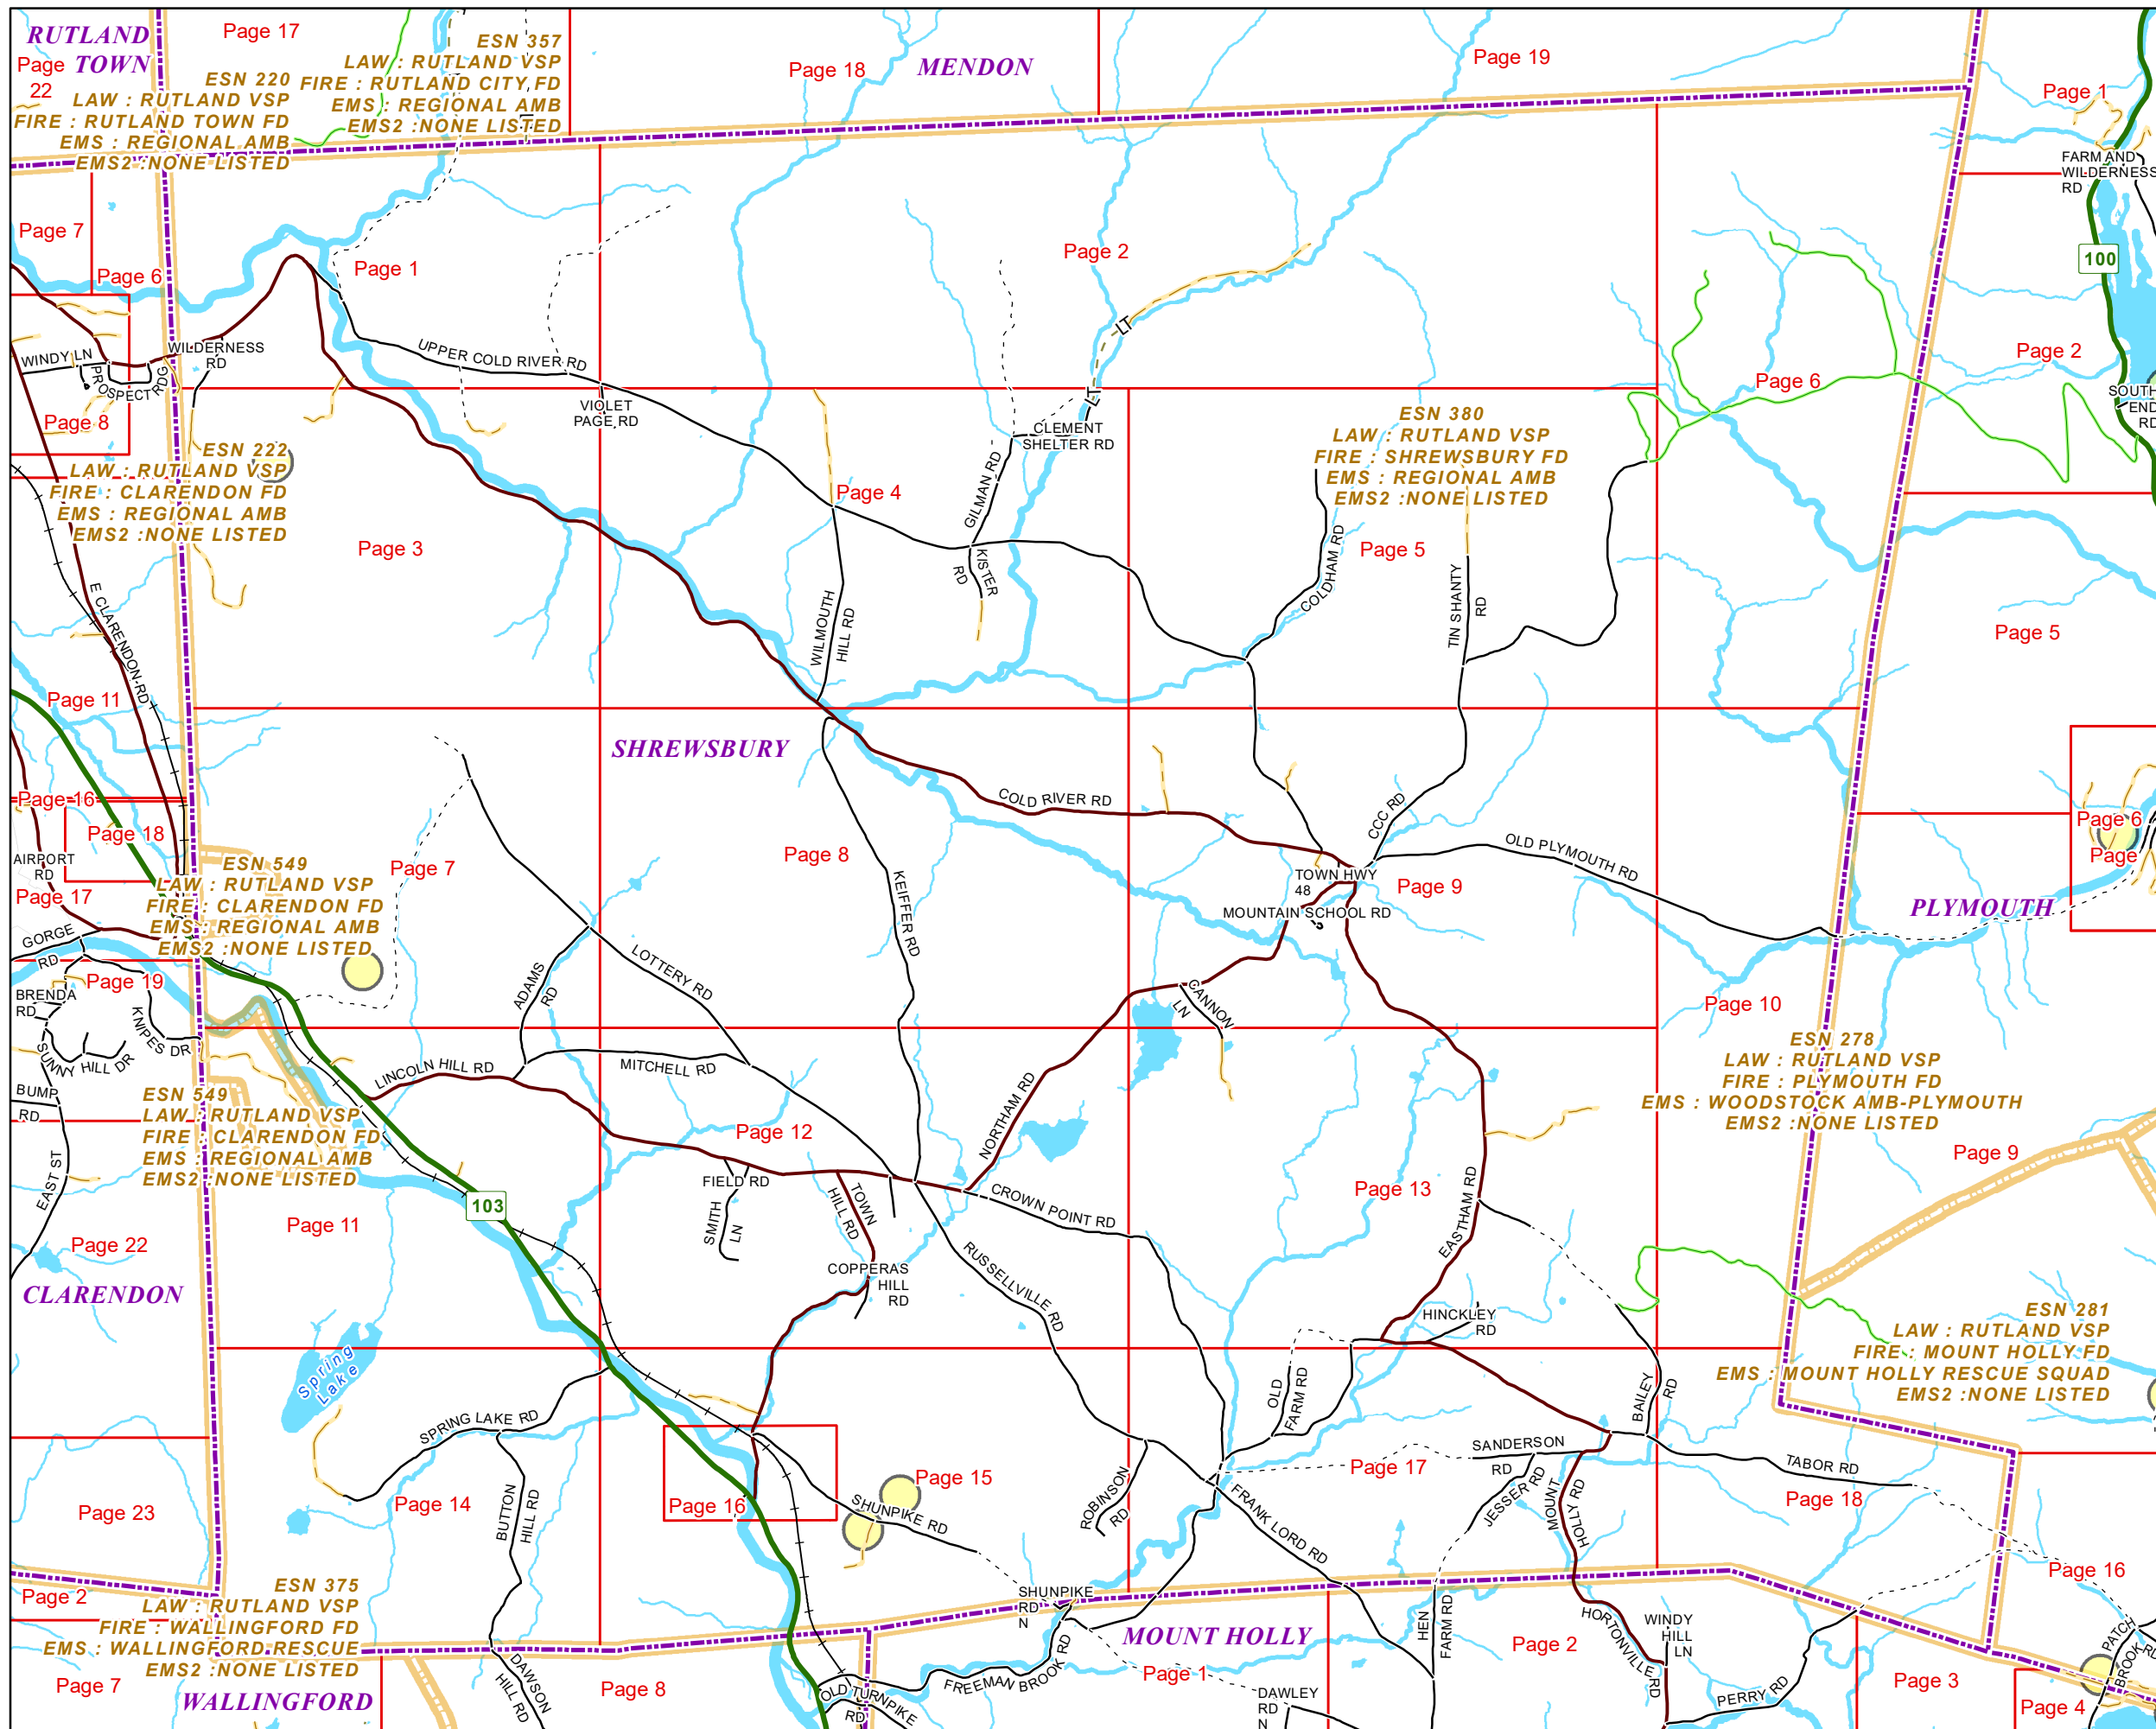 RUTLAND
TOWN
Page
22
Page 17
ESN 357
LAW : RUTLAND VSP
FIRE : RUTLAND CITY FD
EMS : REGIONAL AMB
EMS2 :NONE LISTED
ESN 220
LAW : RUTLAND VSP
FIRE : RUTLAND TOWN FD
EMS : REGIONAL AMB
EMS2 :NONE LISTED
Page 18
MENDON
Page 19
Page 1
FARM AND
WILDERNESS
RD
Page 7
Page 6
Page 1
Page 2
100
LT
LT
WINDY LN
PROSPECT RDG
WILDERNESS
RD
UPPER COLD RIVER RD
VIOLET
PAGE RD
CLEMENT
SHELTER RD
Page 8
Page 2
Page 6
SOUTH
END
RD
ESN 380
LAW : RUTLAND VSP
FIRE : SHREWSBURY FD
EMS : REGIONAL AMB
EMS2 :NONE LISTED
ESN 222
LAW : RUTLAND VSP
FIRE : CLARENDON FD
EMS : REGIONAL AMB
EMS2 :NONE LISTED
Page 3
Page 4
GILMAN RD
KISTER
RD
Page 5
COLDHAM RD
TIN SHANTY
RD
WILMOUTH
HILL RD
E CLARENDON RD
Page 5
Page 11
SHREWSBURY
Page 16
Page 18
AIRPORT
RD
Page 17
COLD RIVER RD
CCC RD
OLD PLYMOUTH RD
Page 6
Page
ESN 549
LAW : RUTLAND VSP
FIRE : CLARENDON FD
EMS : REGIONAL AMB
EMS2 :NONE LISTED
Page 7
Page 8
KEIFFER RD
TOWN HWY
48
Page 9
MOUNTAIN SCHOOL RD
PLYMOUTH
GORGE
RD
Page 19
BRENDA
RD
KNIPES DR
SUNNY HILL DR
BUMP
RD
EAST ST
ADAMS
RD
LOTTERY RD
CANNON
LN
Page 10
ESN 278
LAW : RUTLAND VSP
FIRE : PLYMOUTH FD
EMS : WOODSTOCK AMB-PLYMOUTH
EMS2 :NONE LISTED
LINCOLN HILL RD
MITCHELL RD
NORTHAM RD
ESN 549
LAW : RUTLAND VSP
FIRE : CLARENDON FD
EMS : REGIONAL AMB
EMS2 :NONE LISTED
Page 12
Page 9
FIELD RD
SMITH
LN
TOWN
HILL RD
CROWN POINT RD
Page 13
EASTHAM RD
103
Page 11
Page 22
CLARENDON
COPPERAS
HILL
RD
RUSSELLVILLE RD
HINCKLEY
RD
ESN 281
LAW : RUTLAND VSP
FIRE : MOUNT HOLLY FD
EMS : MOUNT HOLLY RESCUE SQUAD
EMS2 :NONE LISTED
Spring
Lake
SPRING LAKE RD
OLD
FARM RD
BAILEY
RD
SANDERSON
RD
JESSER RD
MOUNT
HOLLY RD
TABOR RD
Page 23
Page 14
BUTTON
HILL RD
Page 16
Page 15
SHUNPIKE RD
ROBINSON
RD
Page 17
Page 18
FRANK LORD RD
Page 2
ESN 375
LAW : RUTLAND VSP
FIRE : WALLINGFORD FD
EMS : WALLINGFORD RESCUE
EMS2 :NONE LISTED
SHUNPIKE
RD
N
MOUNT HOLLY
HEN
FARM RD
HORTONVILLE RD
WINDY
HILL
LN
Page 16
Page 7
WALLINGFORD
DAWSON
HILL RD
Page 8
OLD TURNPIKE
RD
FREEMAN BROOK RD
Page 1
DAWLEY
RD
N
Page 2
PERRY RD
Page 3
Page 4
PATCH
BROOK RD